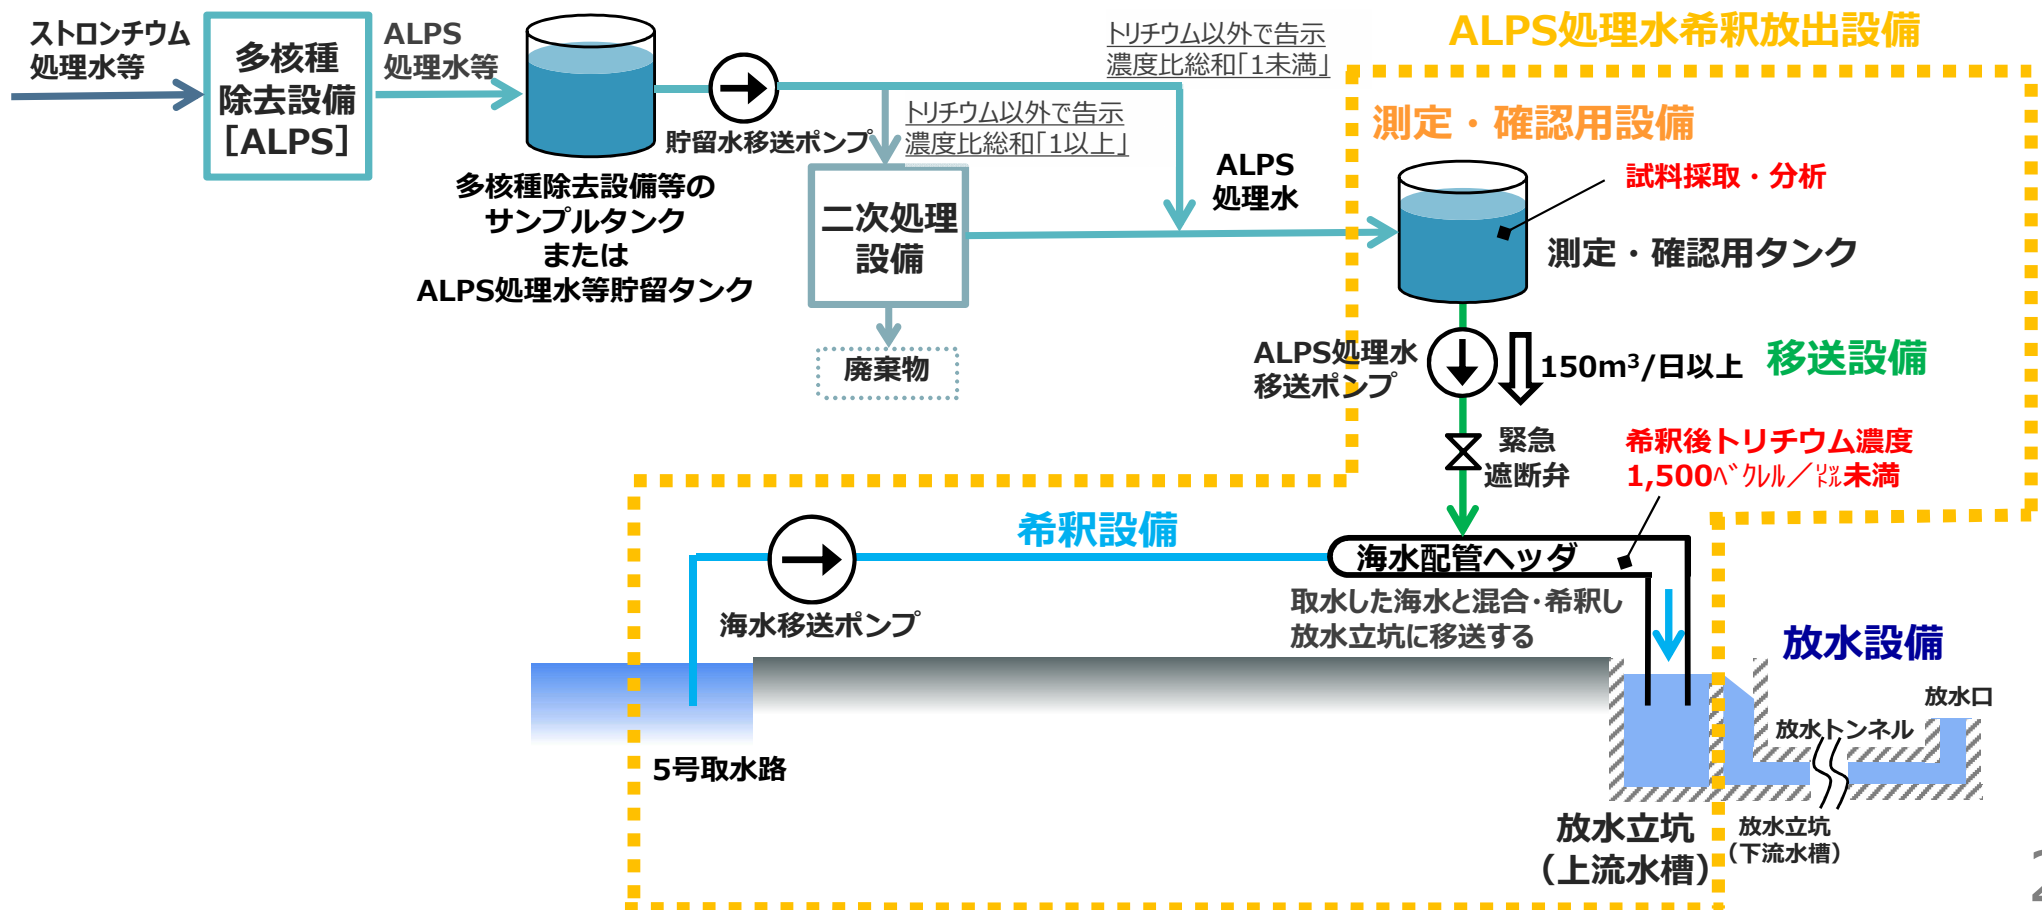 ストロンチウム
処理水等
多核種
除去設備
［ALPS］
ALPS
処理水等
貯留水移送ポンプ
多核種除去設備等の
サンプルタンク
または
ALPS処理水等貯留タンク
トリチウム以外で告示
濃度比総和｢1未満｣
トリチウム以外で告示
濃度比総和｢1以上｣
二次処理
設備
廃棄物
ALPS
処理水
ALPS処理水希釈放出設備
測定・確認用設備
試料採取・分析
測定・確認用タンク
ALPS処理水
移送ポンプ
150m³/日以上
移送設備
緊急
遮断弁
希釈後トリチウム濃度
1,500ﾍﾞｸﾚﾙ／㍑未満
希釈設備
海水移送ポンプ
海水配管ヘッダ
取水した海水と混合･希釈し
放水立坑に移送する
5号取水路
放水設備
放水口
放水トンネル
放水立坑
（上流水槽）
放水立坑
（下流水槽）